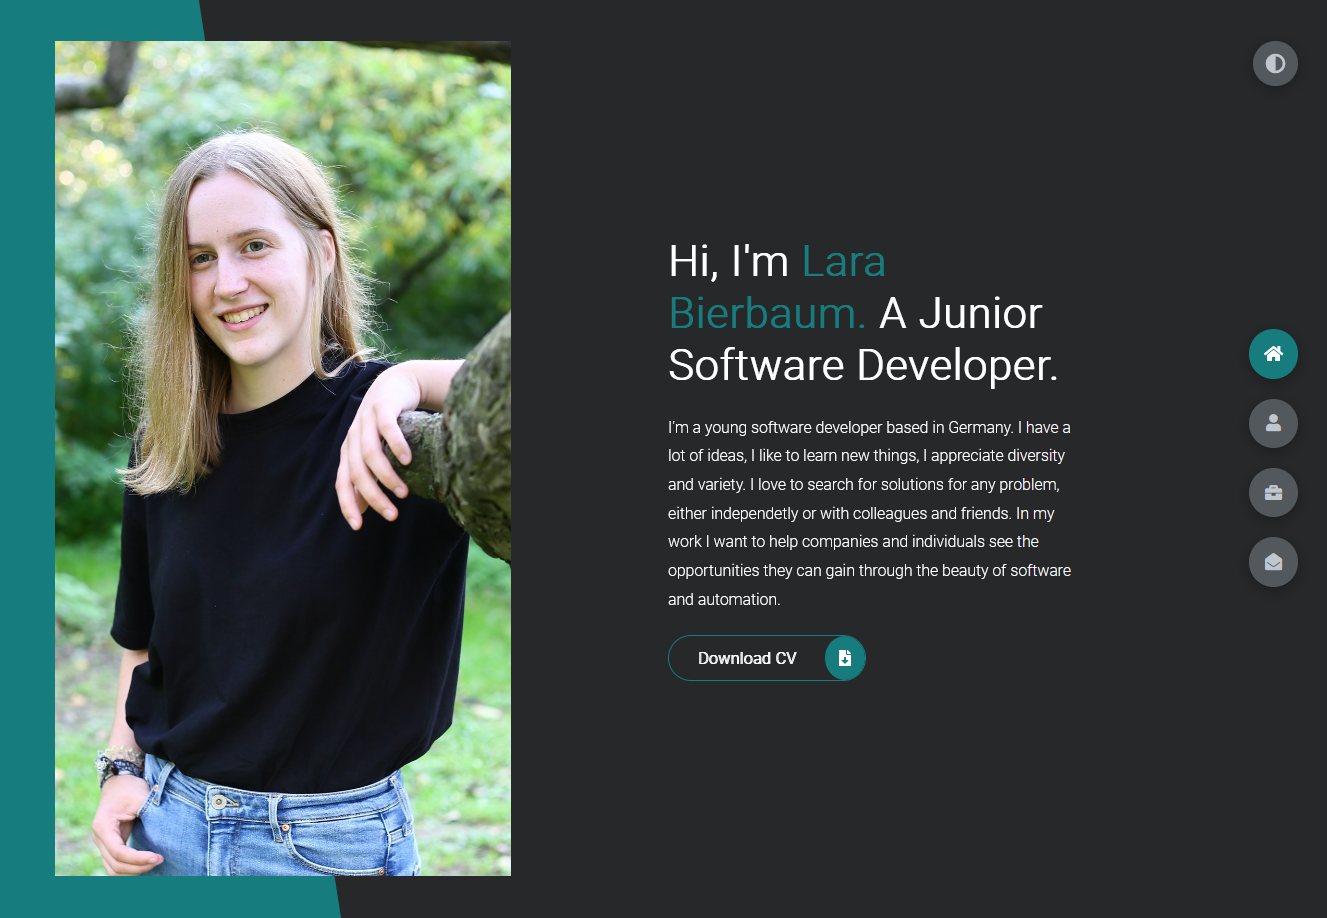 Hi, I'm Lara
Bierbaum. A Junior
Software Developer.
I'm a young software developer based in Germany. I have a
lot of ideas, I like to learn new things, I appreciate diversity
and variety. I love to search for solutions for any problem,
either independetly or with colleagues and friends. In my
work I want to help companies and individuals see the
opportunities they can gain through the beauty of software
and automation.
Download CV